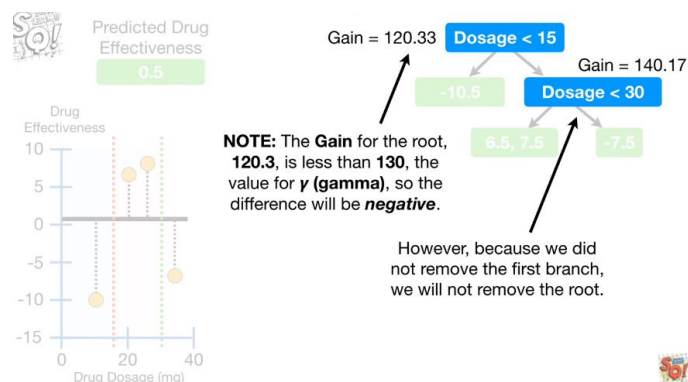 SQ!
Predicted Drug
Effectiveness
0.5
Gain = 120.33
Dosage < 15
Gain = 140.17
-10.5
Dosage < 30
6.5, 7.5
-7.5
NOTE: The Gain for the root,
120.3, is less than 130, the
value for γ (gamma), so the
difference will be negative.
However, because we did
not remove the first branch,
we will not remove the root.
Drug
Effectiveness
10
5
0
-5
-10
-15
0
20
40
Drug Dosage (mg)
SQ!